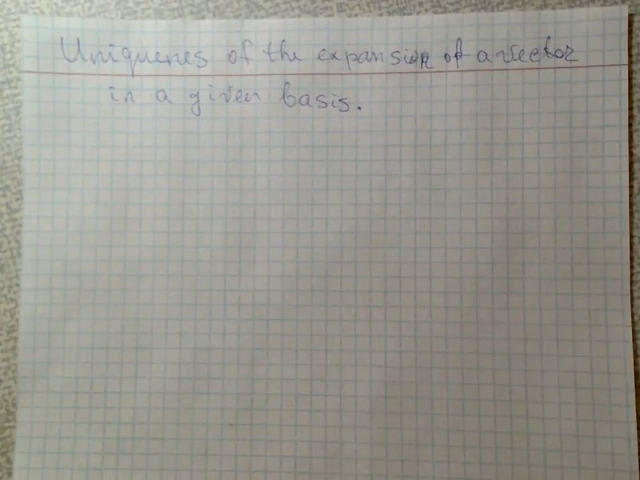 Uniquenes of the expansion of a vector
in a given basis.